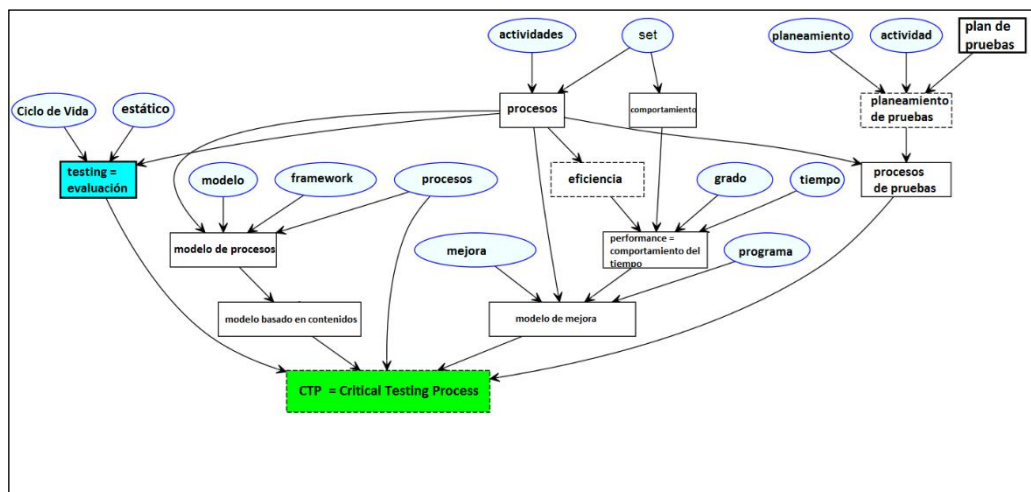 actividades
set
planeamiento
actividad
plan de
pruebas
Ciclo de Vida
estático
procesos
comportamiento
planeamiento
de pruebas
testing =
evaluación
modelo
framework
procesos
eficiencia
grado
tiempo
procesos
de pruebas
modelo de procesos
mejora
performance =
comportamiento del
tiempo
programa
modelo basado en contenidos
modelo de mejora
CTP = Critical Testing Process